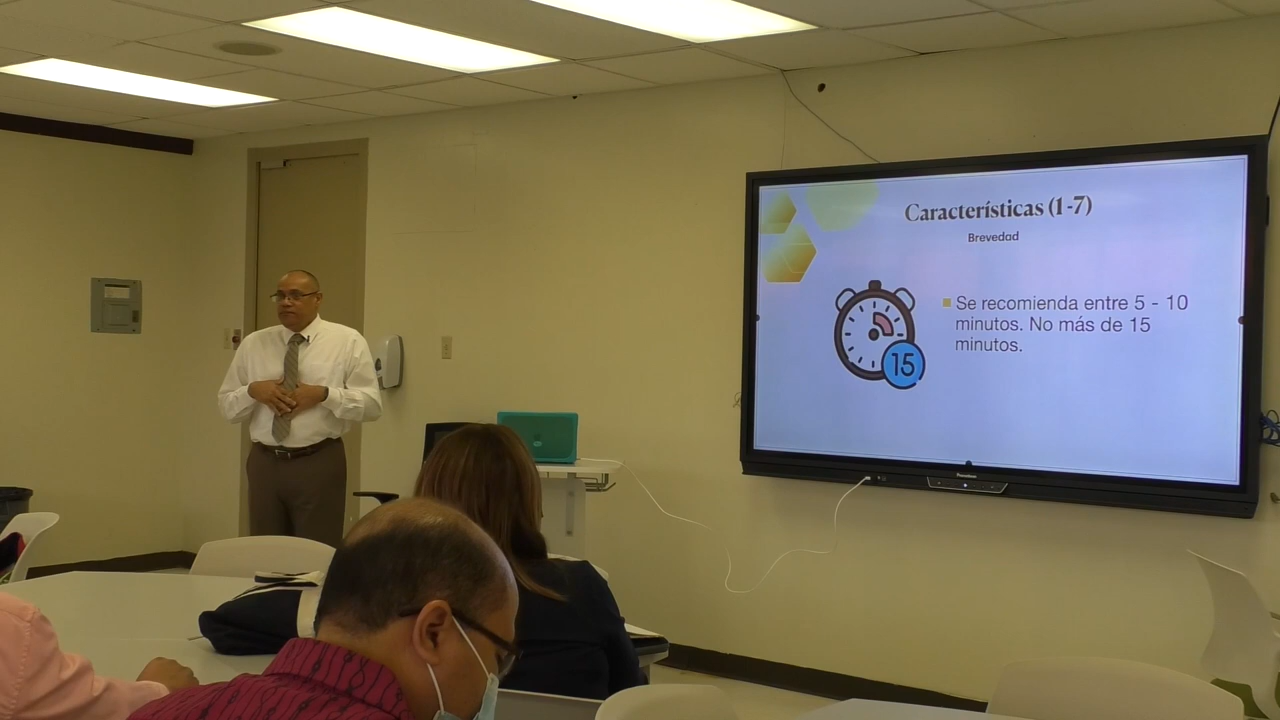 Características (1-7)
Brevedad
Se recomienda entre 5 - 10
minutos. No más de 15
minutos.
15